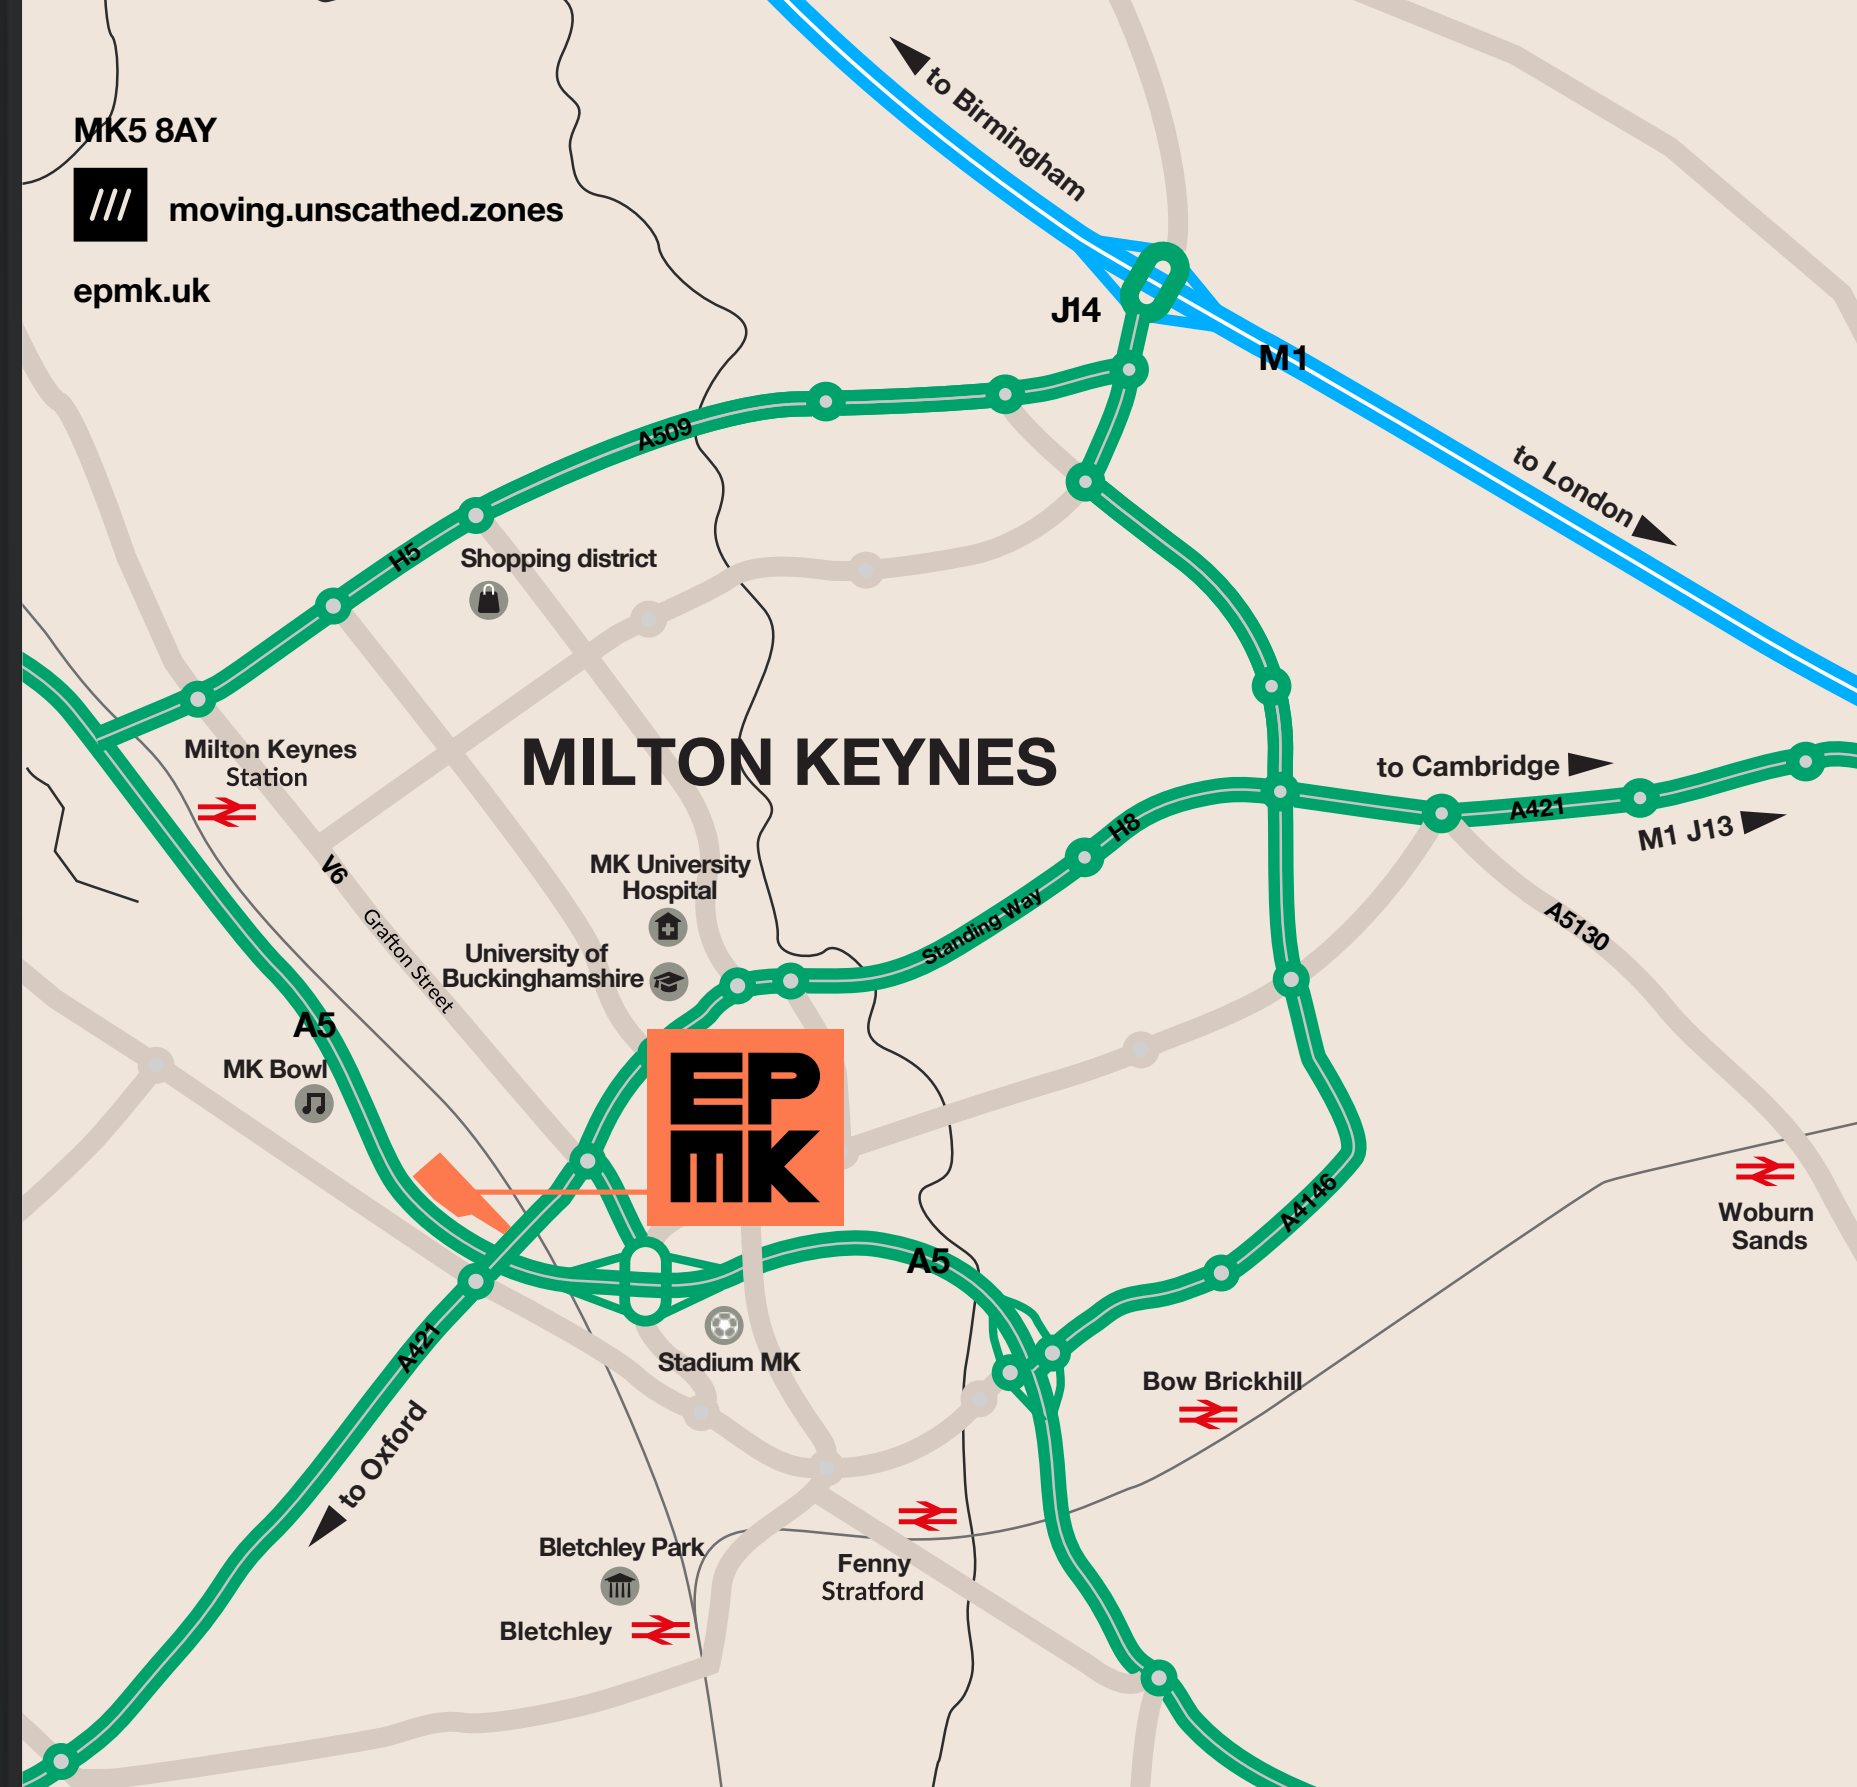 MK5 8AY
moving.unscathed.zones
epmk.uk
to Birmingham
J14
M1
to London
A509
H5
Shopping district
Milton Keynes
Station
MILTON KEYNES
to Cambridge
A421
M1 J13
H8
Standing Way
A5130
V6
Grafton Street
MK University
Hospital
University of
Buckinghamshire
A5
MK Bowl
EP
MK
A4146
Woburn
Sands
A5
Stadium MK
A421
to Oxford
Bow Brickhill
Bletchley Park
Bletchley
Fenny
Stratford